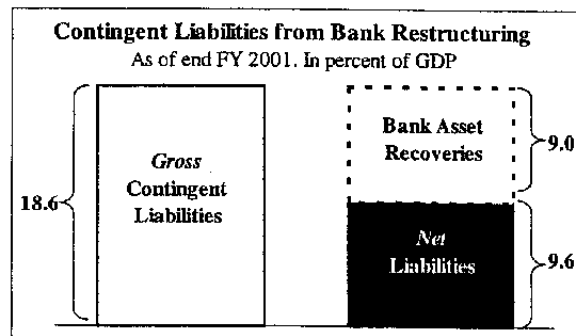 Contingent Liabilities from Bank Restructuring
As of end FY 2001. In percent of GDP
18.6
Gross
Contingent
Liabilities
Bank Asset
Recoveries
9.0
Net
Liabilities
9.6